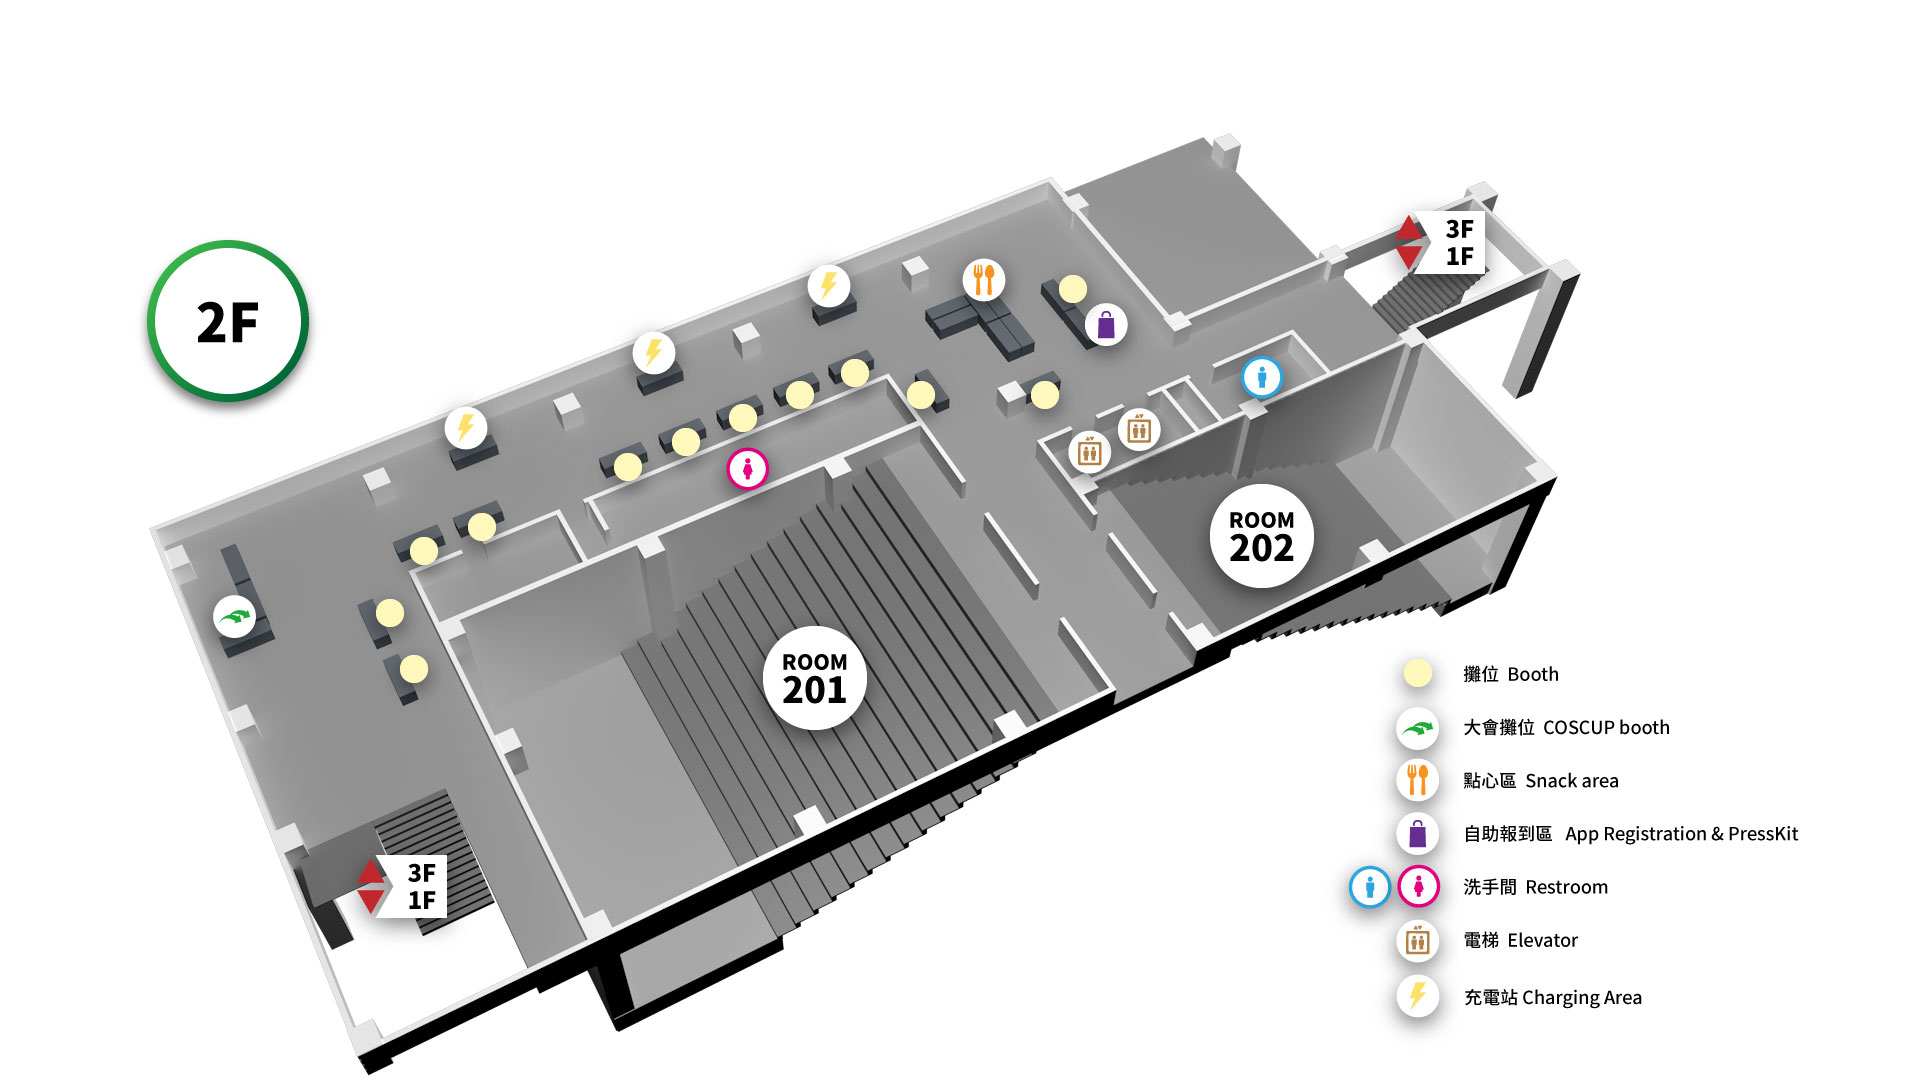 2F
3F
1F
ROOM
202
ROOM
201
3F
1F
攤位 Booth
大會攤位 COSCUP booth
點心區 Snack area
自助報到區 App Registration & PressKit
洗手間 Restroom
電梯 Elevator
充電站 Charging Area